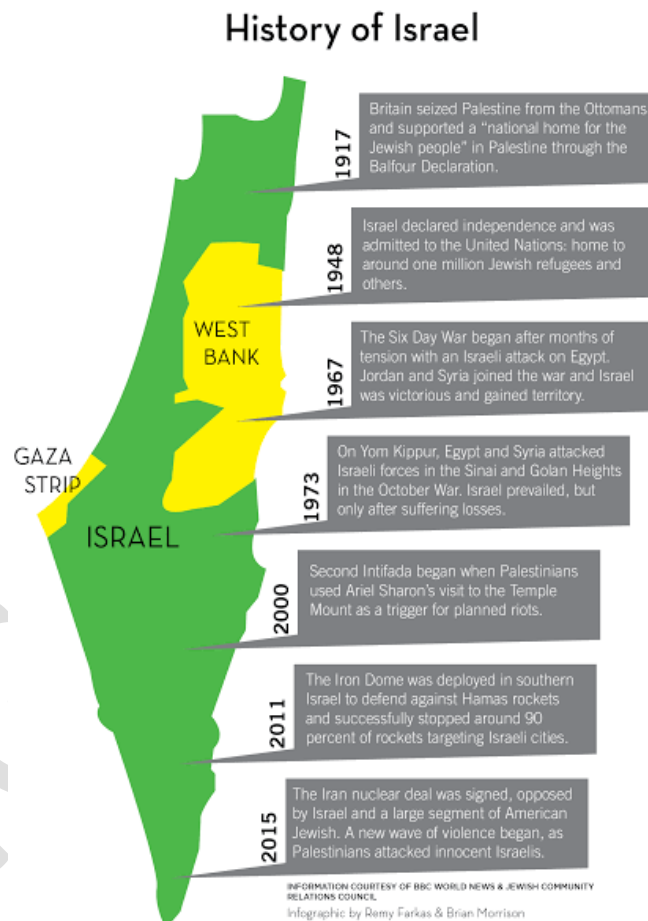 History of Israel
1917
Britain seized Palestine from the Ottomans
and supported a “national home for the
Jewish people” in Palestine through the
Balfour Declaration.
1948
Israel declared independence and was
admitted to the United Nations: home to
around one million Jewish refugees and
others.
1967
The Six Day War began after months of
tension with an Israeli attack on Egypt.
Jordan and Syria joined the war and Israel
was victorious and gained territory.
1973
On Yom Kippur, Egypt and Syria attacked
Israeli forces in the Sinai and Golan Heights
in the October War. Israel prevailed, but
only after suffering losses.
2000
Second Intifada began when Palestinians
used Ariel Sharon’s visit to the Temple
Mount as a trigger for planned riots.
2011
The Iron Dome was deployed in southern
Israel to defend against Hamas rockets
and successfully stopped around 90
percent of rockets targeting Israeli cities.
2015
The Iran nuclear deal was signed, opposed
by Israel and a large segment of American
Jewish. A new wave of violence began, as
Palestinians attacked innocent Israelis.
WEST
BANK
GAZA
STRIP
ISRAEL
INFORMATION COURTESY OF BBC WORLD NEWS & JEWISH COMMUNITY
RELATIONS COUNCIL
Infographic by Remy Farkas & Brian Morrison